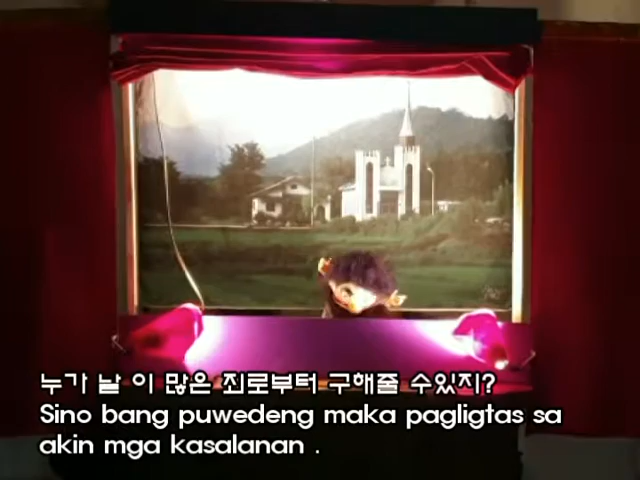 누가 날 이 많은 죄로부터 구해줄 수있지?
Sino bang puwedeng maka pagligtas sa
akin mga kasalanan .